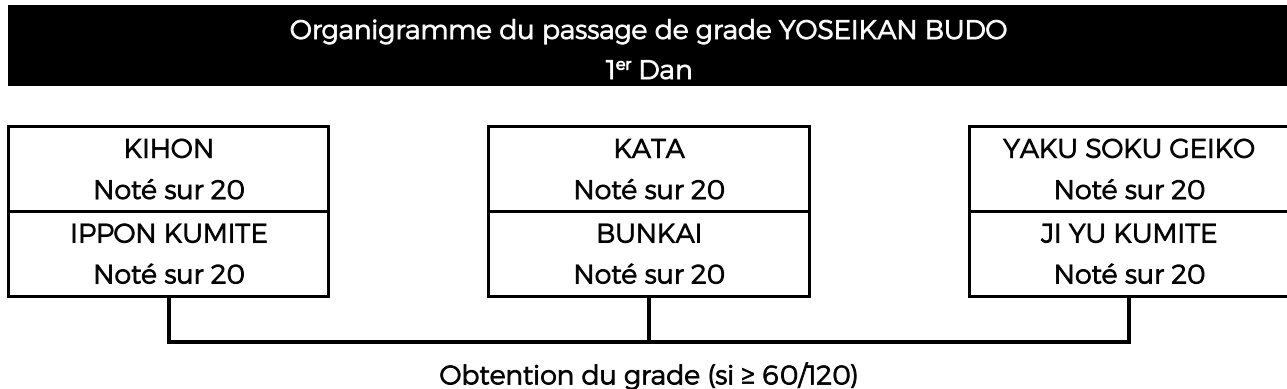 Organigramme du passage de grade YOSEIKAN BUDO
1er Dan
KIHON
Noté sur 20
IPPON KUMITE
Noté sur 20
KATA
Noté sur 20
BUNKAI
Noté sur 20
YAKU SOKU GEIKO
Noté sur 20
JI YU KUMITE
Noté sur 20
Obtention du grade (si ≥ 60/120)